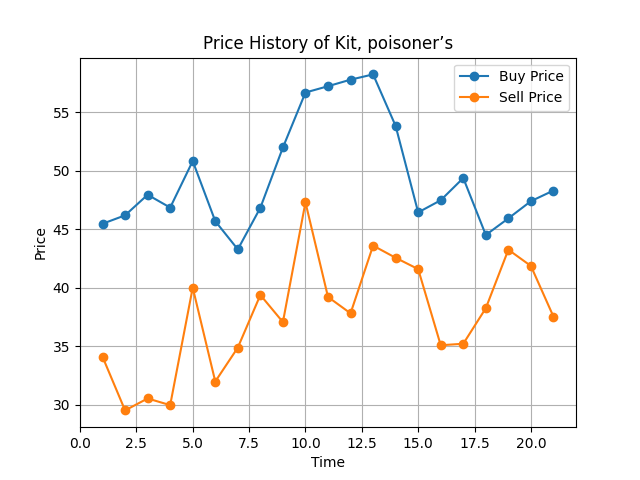 Price History of Kit, poisoner’s
Buy Price
Sell Price
Price
55
50
45
40
35
30
0.0 2.5 5.0 7.5 10.0 12.5 15.0 17.5 20.0
Time